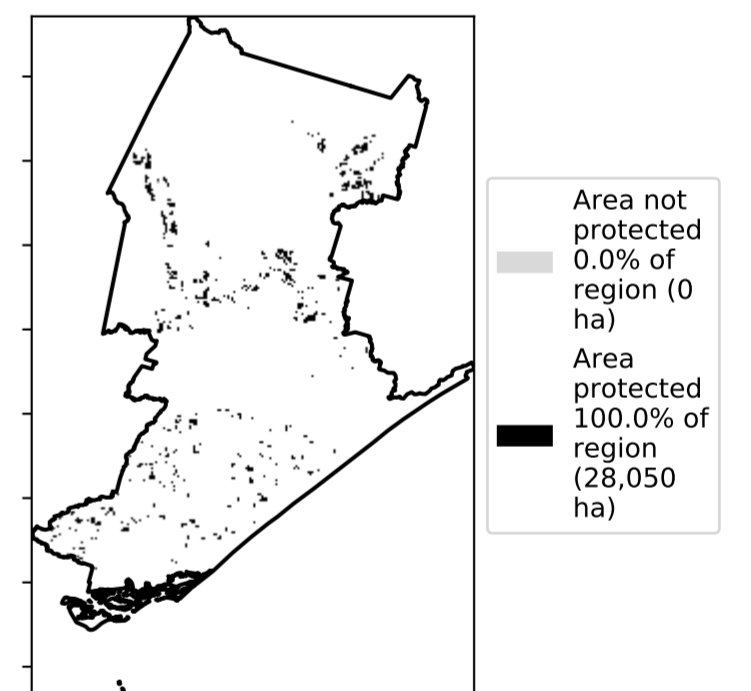 Area not
protected
0.0% of
region (0
ha)
Area
protected
100.0% of
region
(28,050
ha)